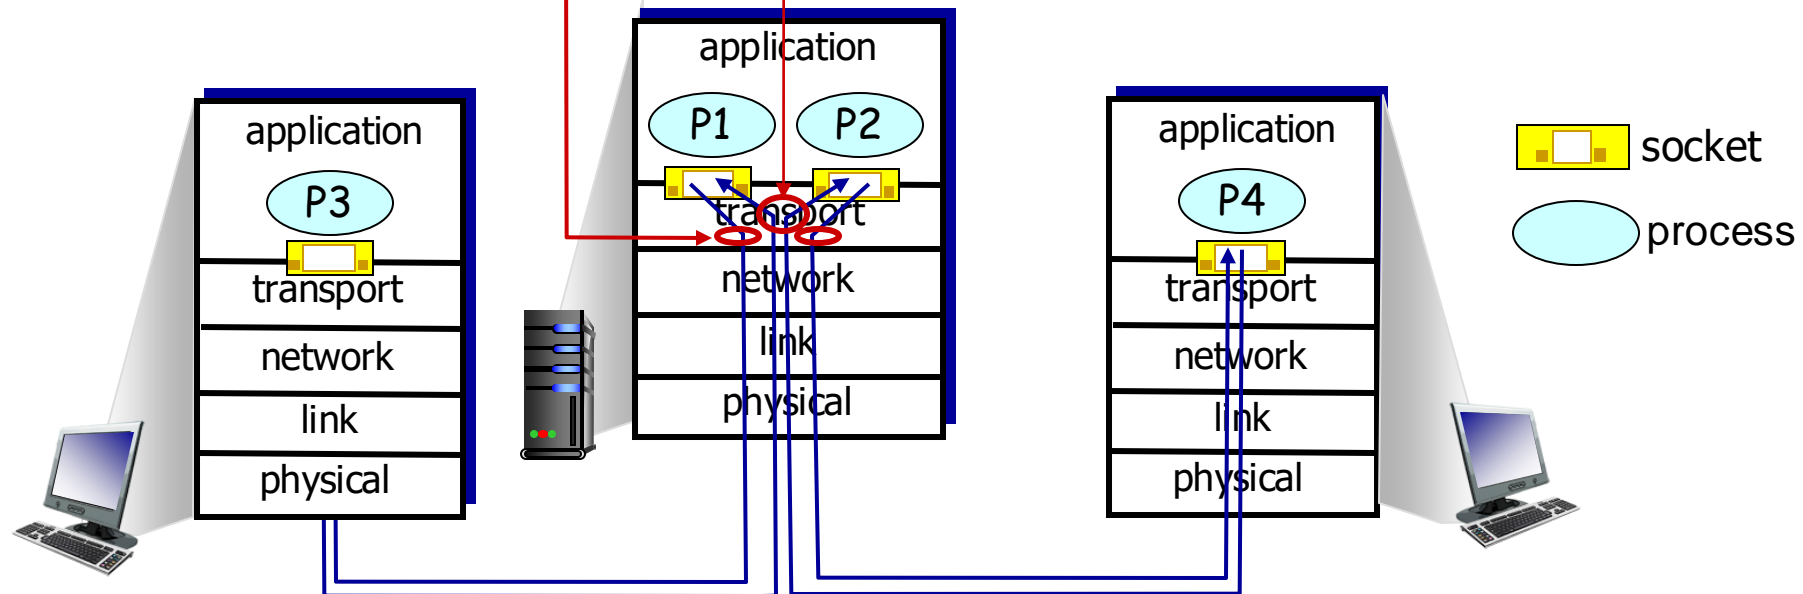 application
P3
transport
network
link
physical
application
P1 P2
transport
network
link
physical
application
P4
transport
network
link
physical
socket
process